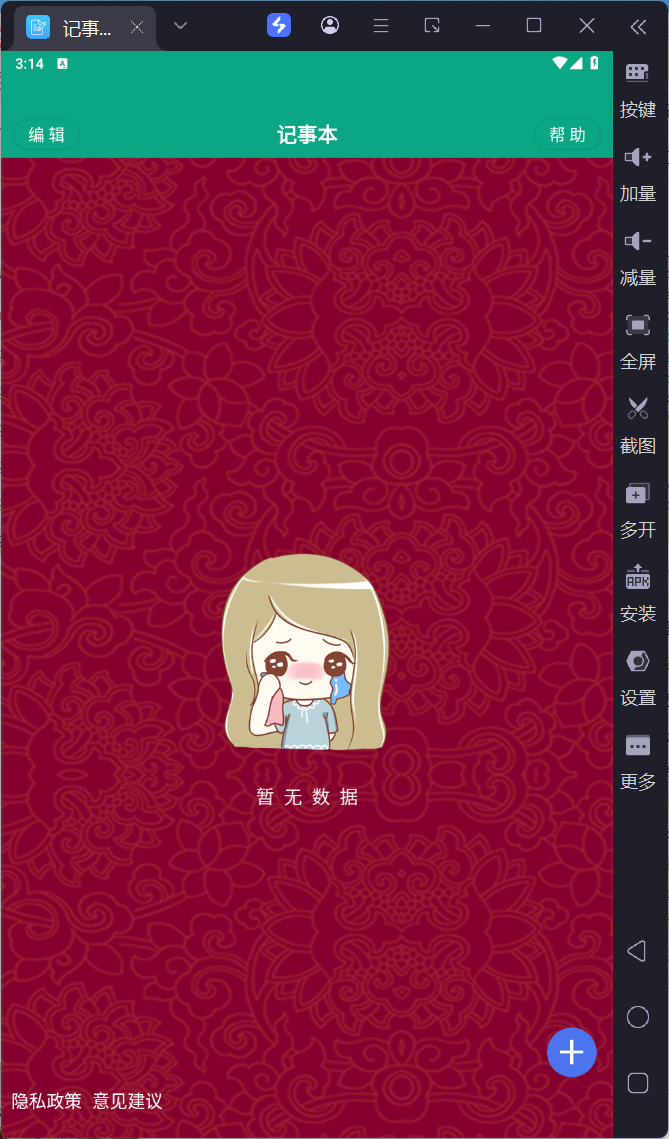 记事...
3:14 A
编 辑 记事本 帮 助
按键
加量
减量
全屏
截图
多开
APK
安装
设置
更多
暂 无 数 据
隐私政策 意见建议